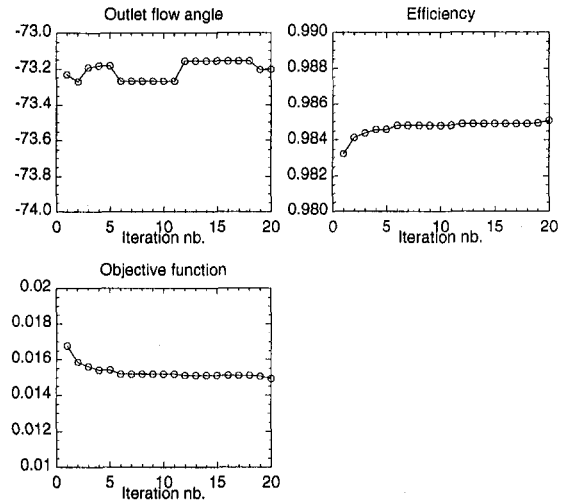 Outlet flow angle
-73.0
-73.2
-73.4
-73.6
-73.8
-74.0
0 5 10 15 20
Iteration nb.
Efficiency
0.990
0.988
0.986
0.984
0.982
0.980
0 5 10 15 20
Iteration nb.
Objective function
0.02
0.018
0.016
0.014
0.012
0.01
0 5 10 15 20
Iteration nb.